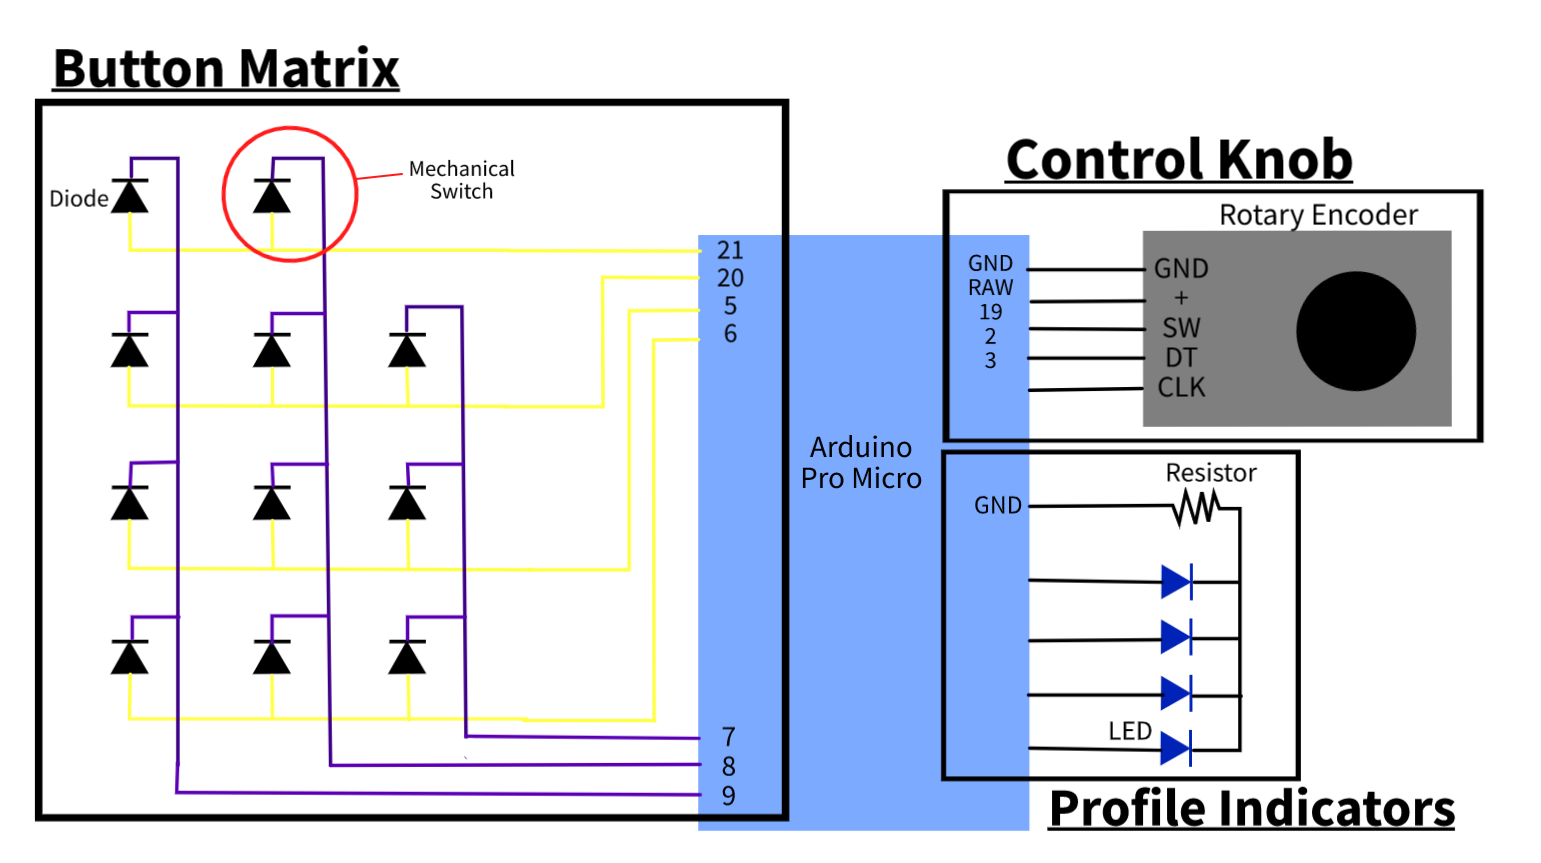 Button Matrix
Diode
Mechanical
Switch
21
20
5
6
7
8
9
Arduino
Pro Micro
Control Knob
Rotary Encoder
GND
RAW
19
2
3
GND
+
SW
DT
CLK
GND
Resistor
LED
Profile Indicators